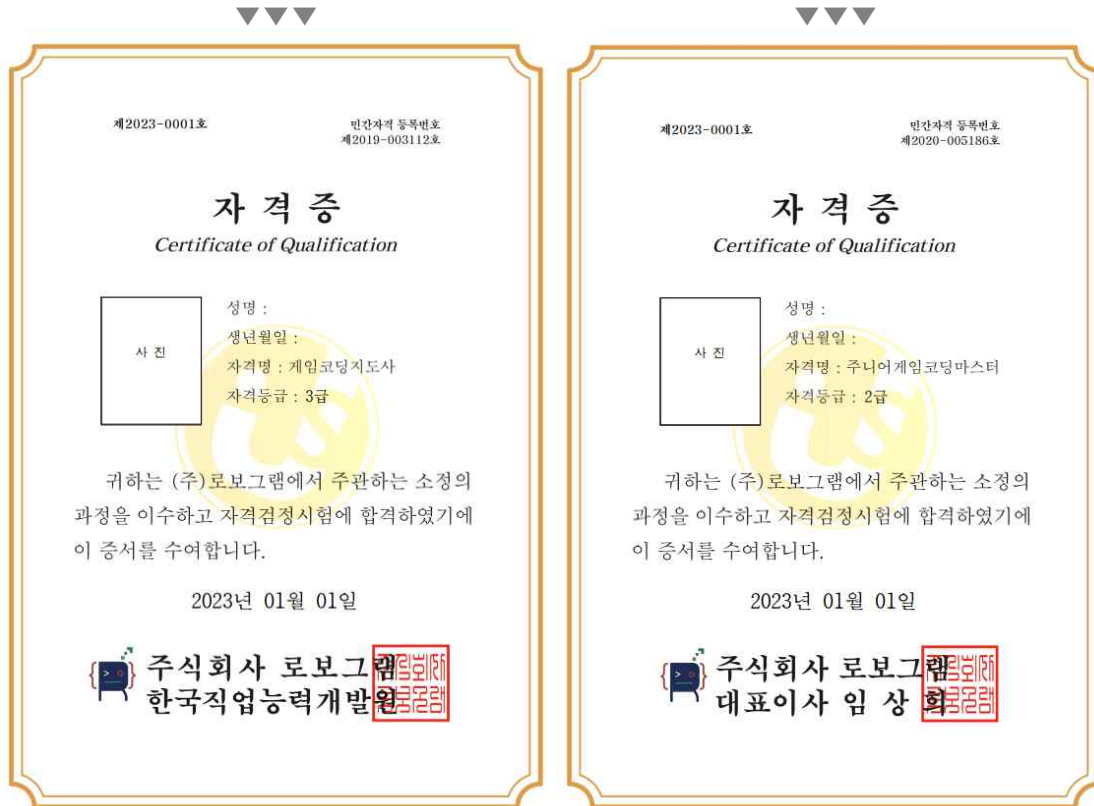 제2023-0001호
민간자격 등록번호
제2019-003112호
자 격 증
Certificate of Qualification
사 진
성명 :
생년월일 :
자격명 : 게임코딩지도사
자격등급 : 3급
귀하는 (주)로보그램에서 주관하는 소정의
과정을 이수하고 자격검정시험에 합격하였기에
이 증서를 수여합니다.
2023년 01월 01일
주식회사 로보그램
한국직업능력개발원
제2023-0001호
민간자격 등록번호
제2020-005186호
자 격 증
Certificate of Qualification
사 진
성명 :
생년월일 :
자격명 : 주니어게임코딩마스터
자격등급 : 2급
귀하는 (주)로보그램에서 주관하는 소정의
과정을 이수하고 자격검정시험에 합격하였기에
이 증서를 수여합니다.
2023년 01월 01일
주식회사 로보그램
대표이사 임 상 희